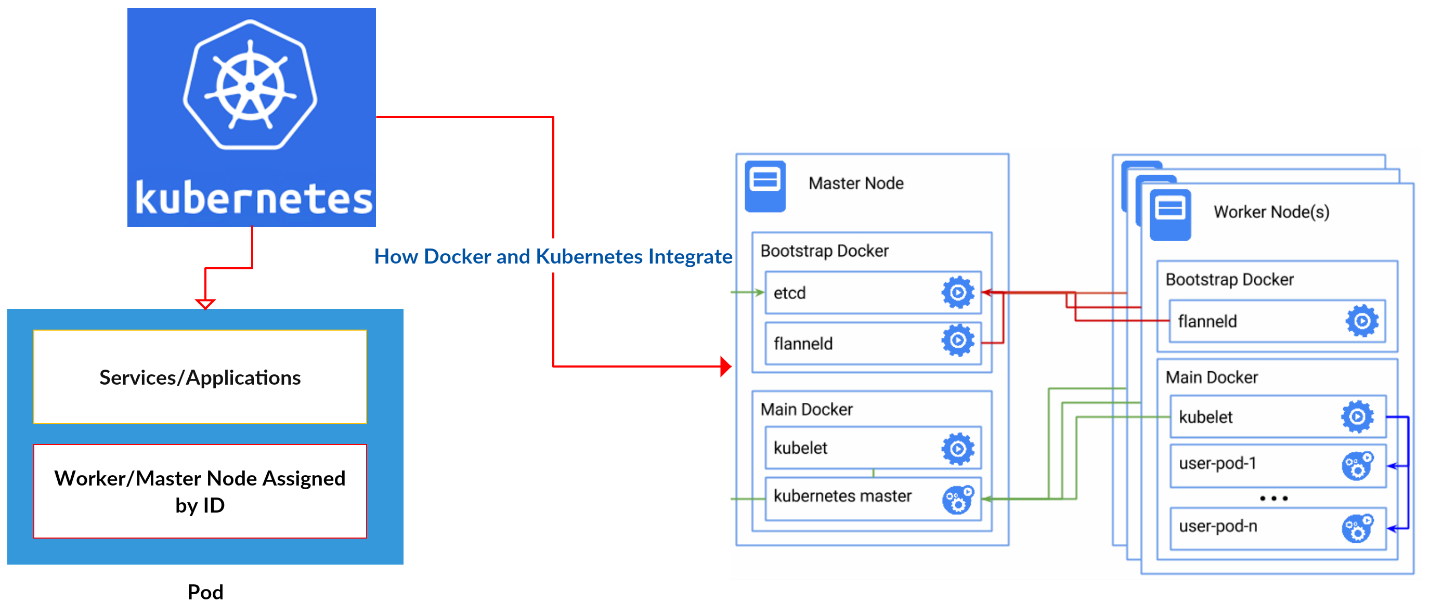 kubernetes
How Docker and Kubernetes Integrate
Services/Applications
Worker/Master Node Assigned
by ID
Pod
Master Node
Bootstrap Docker
etcd
flanneld
Main Docker
kubelet
kubernetes master
Worker Node(s)
Bootstrap Docker
flanneld
Main Docker
kubelet
user-pod-1
...
user-pod-n